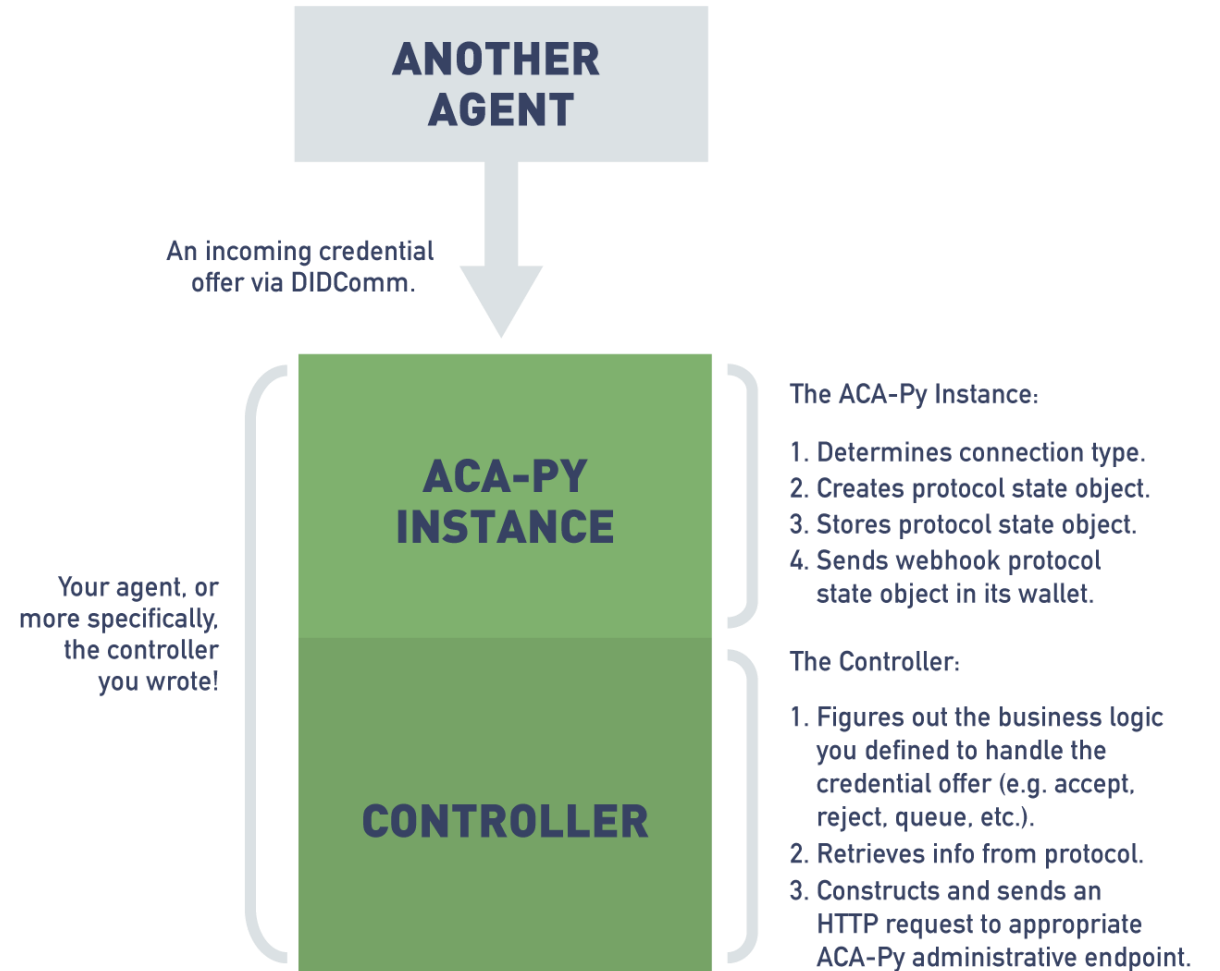 ANOTHER
AGENT
An incoming credential
offer via DIDComm.
ACA-PY
INSTANCE
The ACA-Py Instance:
1. Determines connection type.
2. Creates protocol state object.
3. Stores protocol state object.
4. Sends webhook protocol
state object in its wallet.
Your agent, or
more specifically,
the controller
you wrote!
CONTROLLER
The Controller:
1. Figures out the business logic
you defined to handle the
credential offer (e.g. accept,
reject, queue, etc.).
2. Retrieves info from protocol.
3. Constructs and sends an
HTTP request to appropriate
ACA-Py administrative endpoint.